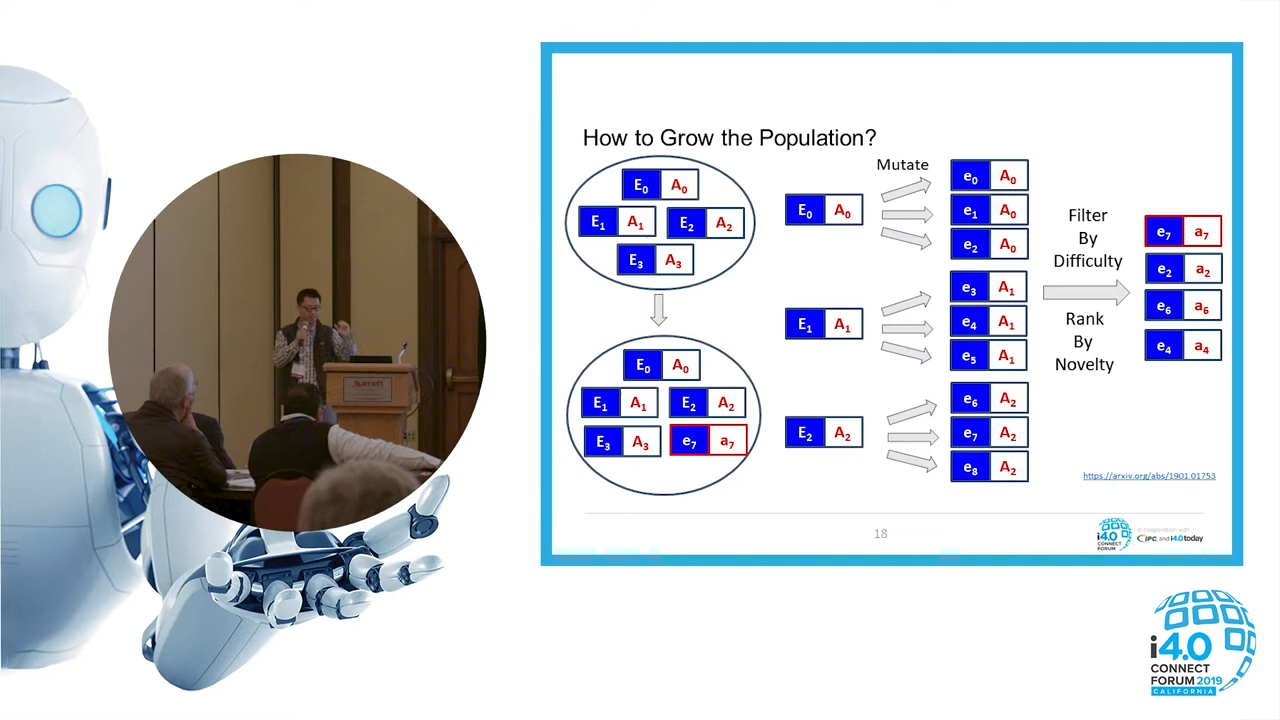 How to Grow the Population?
E0 A0
E1 A1 E2 A2
E3 A3
E0 A0
E1 A1 E2 A2
E3 A3 e7 a7
Mutate
E0 A0
e0 A0
e1 A0
e2 A0
E1 A1
e3 A1
e4 A1
e5 A1
E2 A2
e6 A2
e7 A2
e8 A2
Filter
By
Difficulty
Rank
By
Novelty
e7 a7
e2 a2
e6 a6
e4 a4
https://arxiv.org/abs/1901.01753
18
i4.0
CONNECT
FORUM
in cooperation with
IPC, and i4.0today
Marriott
i4.0
CONNECT
FORUM 2019
CALIFORNIA